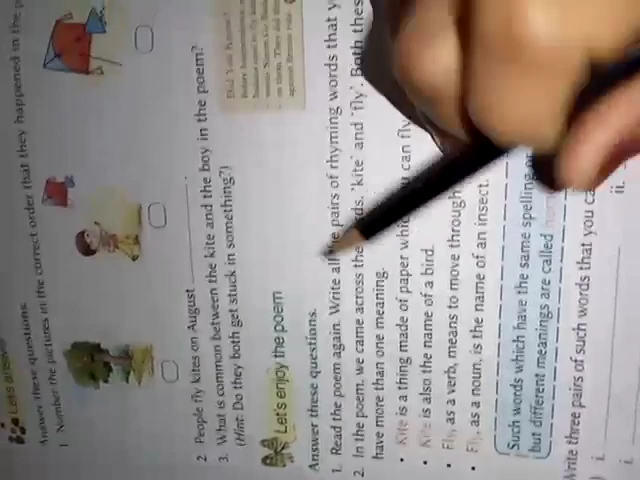 Let's answer
Answer these questions.
1 Number the pictures in the correct order that they happened in the
2 People fly kites on August ________.
3. What is common between the kite and the boy in the poem?
(Hint: Do they both get stuck in something?)
Did You Know?
Let's enjoy the poem
Answer these questions.
1. Read the poem again. Write all the pairs of rhyming words that
2. In the poem, we came across the words, 'kite' and 'fly'. Both
have more than one meaning.
• Kite is a thing made of paper which you can fly
• Kite is also the name of a bird.
• Fly, as a verb, means to move through
• Fly, as a noun, is the name of an insect.
Such words which have the same spelling
but different meanings are called
Write three pairs of such words that you
i.
ii.
i.